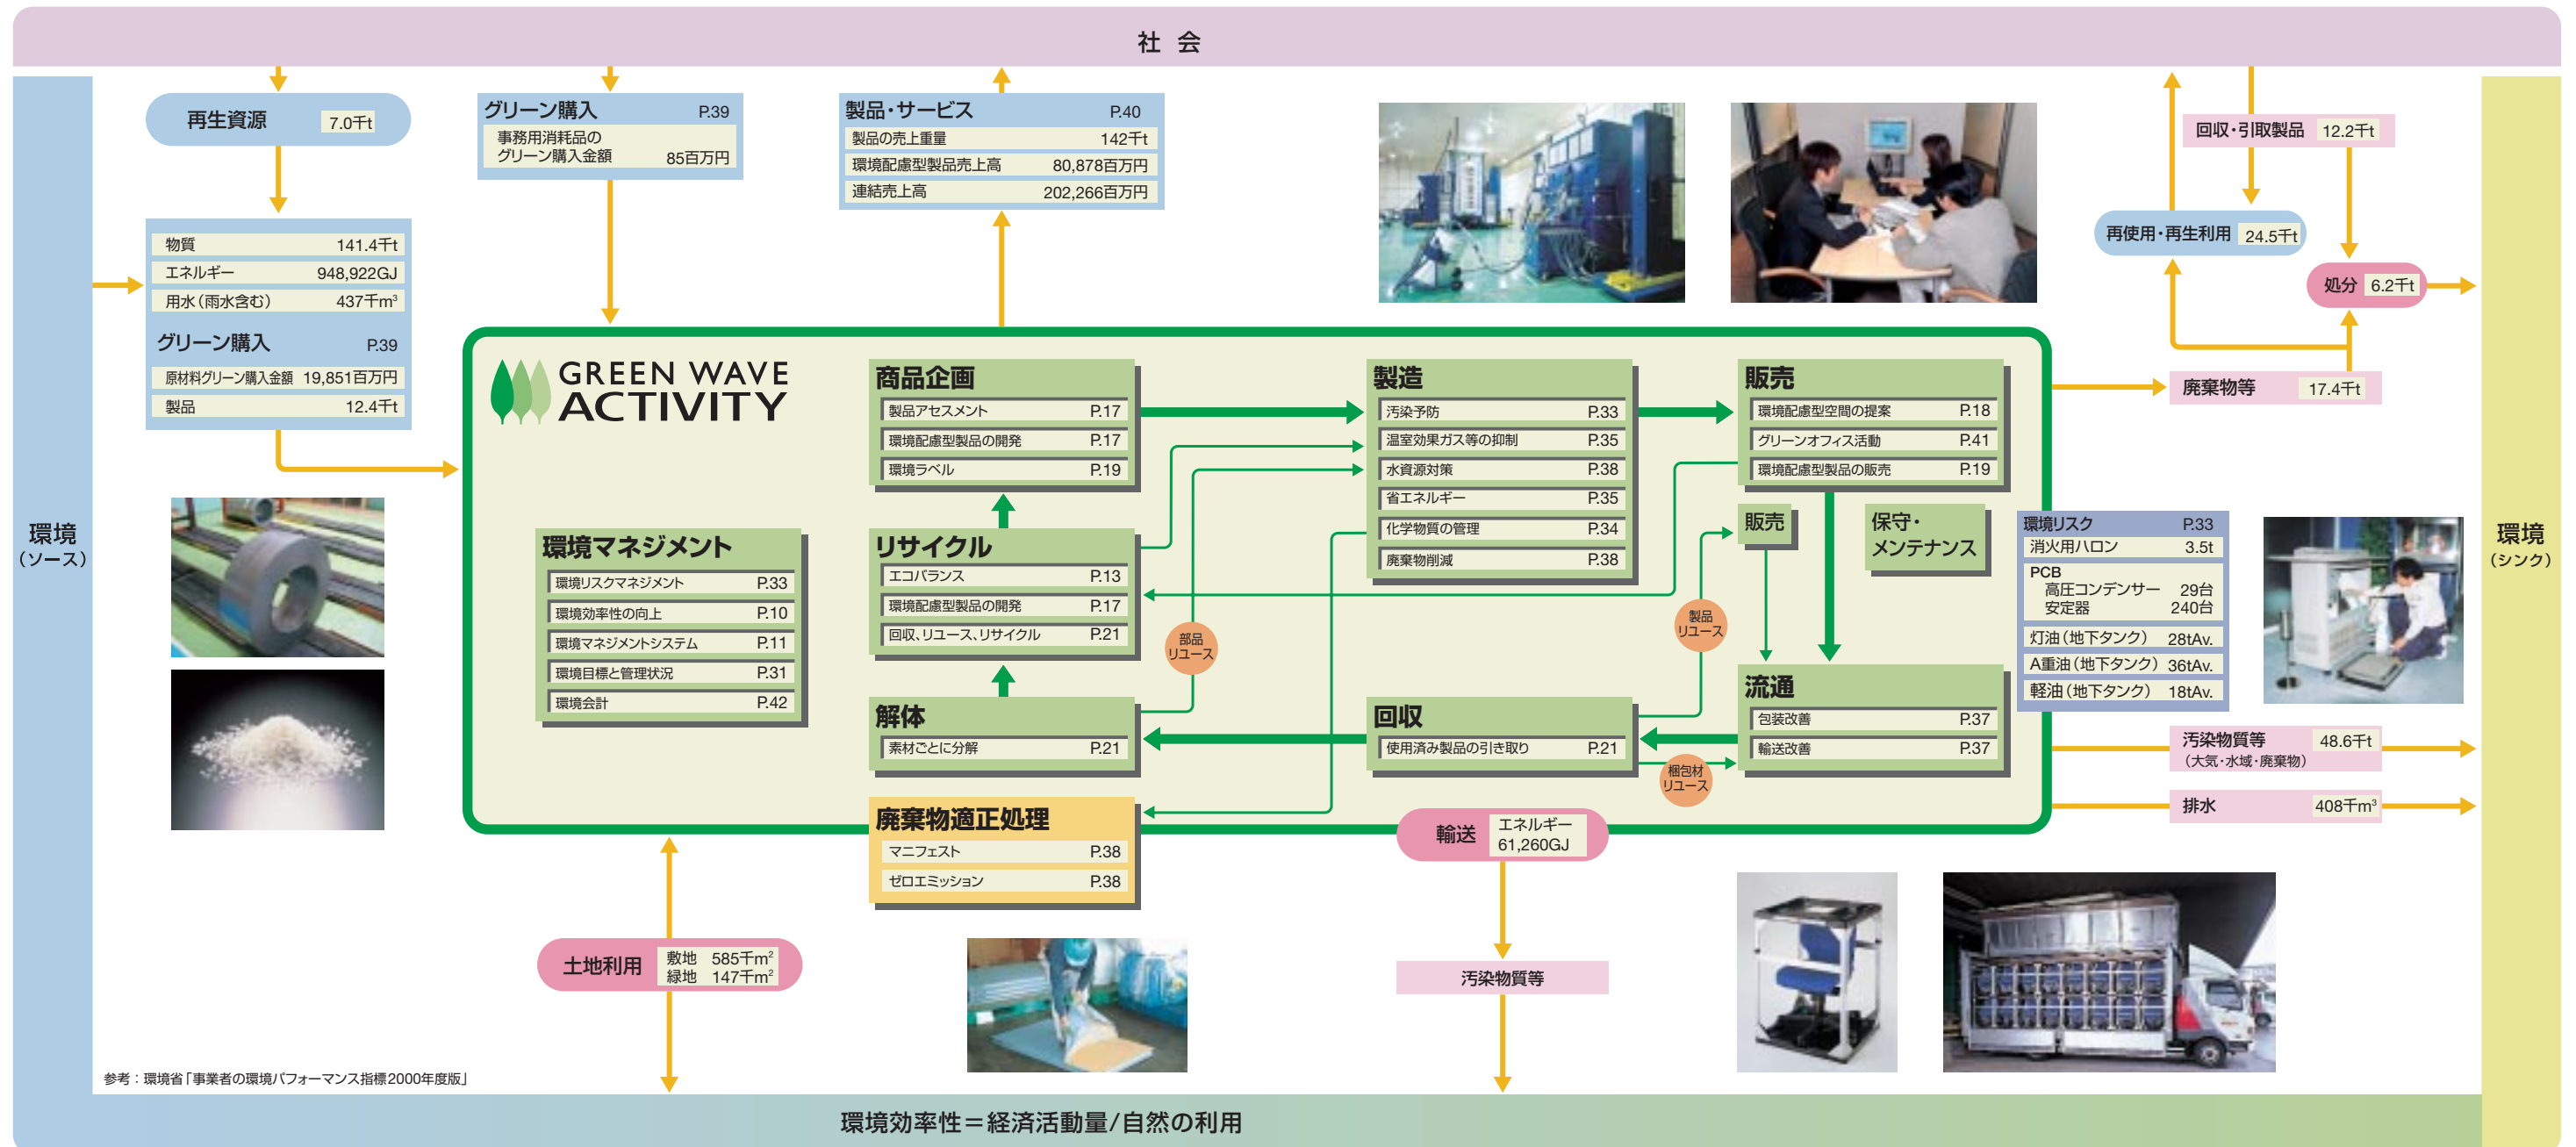 社 会
環境
（ソース）
再生資源 7.0千t
グリーン購入 P.39
事務用消耗品の
グリーン購入金額 85百万円
製品・サービス P.40
製品の売上重量 142千t
環境配慮型製品売上高 80,878百万円
連結売上高 202,266百万円
回収・引取製品 12.2千t
再使用・再生利用 24.5千t
処分 6.2千t
廃棄物等 17.4千t
物質 141.4千t
エネルギー 948,922GJ
用水（雨水含む） 437千m³
グリーン購入 P.39
原材料グリーン購入金額 19,851百万円
製品 12.4千t
GREEN WAVE
ACTIVITY
商品企画
製品アセスメント P.17
環境配慮型製品の開発 P.17
環境ラベル P.19
製造
汚染予防 P.33
温室効果ガス等の抑制 P.35
水資源対策 P.38
省エネルギー P.35
化学物質の管理 P.34
廃棄物削減 P.38
販売
環境配慮型空間の提案 P.18
グリーンオフィス活動 P.41
環境配慮型製品の販売 P.19
販売
保守・
メンテナンス
環境マネジメント
環境リスクマネジメント P.33
環境効率性の向上 P.10
環境マネジメントシステム P.11
環境目標と管理状況 P.31
環境会計 P.42
リサイクル
エコバランス P.13
環境配慮型製品の開発 P.17
回収、リユース、リサイクル P.21
部品
リユース
製品
リユース
解体
素材ごとに分解 P.21
回収
使用済み製品の引き取り P.21
梱包材
リユース
流通
包装改善 P.37
輸送改善 P.37
廃棄物適正処理
マニフェスト P.38
ゼロエミッション P.38
環境リスク P.33
消火用ハロン 3.5t
PCB
高圧コンデンサー 29台
安定器 240台
灯油（地下タンク） 28tAv.
A重油（地下タンク） 36tAv.
軽油（地下タンク） 18tAv.
汚染物質等 48.6千t
（大気・水域・廃棄物）
排水 408千m³
環境
（シンク）
輸送 エネルギー
61,260GJ
汚染物質等
土地利用 敷地 585千m²
緑地 147千m²
参考：環境省「事業者の環境パフォーマンス指標2000年度版」
環境効率性＝経済活動量/自然の利用